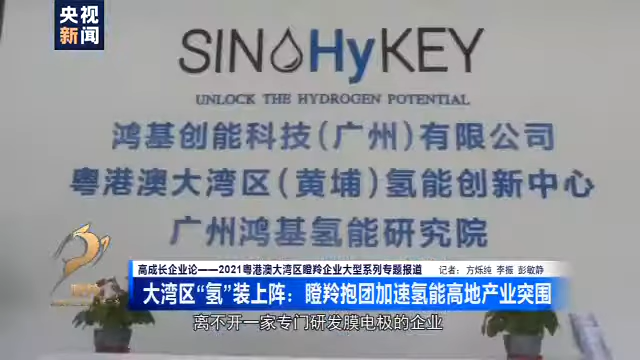 央视
新闻
SINOHyKEY
UNLOCK THE HYDROGEN POTENTIAL
鸿基创能科技(广州)有限公司
粤港澳大湾区(黄埔)氢能创新中心
广州鸿基氢能研究院
高成长企业论——2021粤港澳大湾区瞪羚企业大型系列专题报道
记者：方烁纯 李振 彭敏静
大湾区“氢”装上阵：瞪羚抱团加速氢能高地产业突围
离不开一家专门研发膜电极的企业